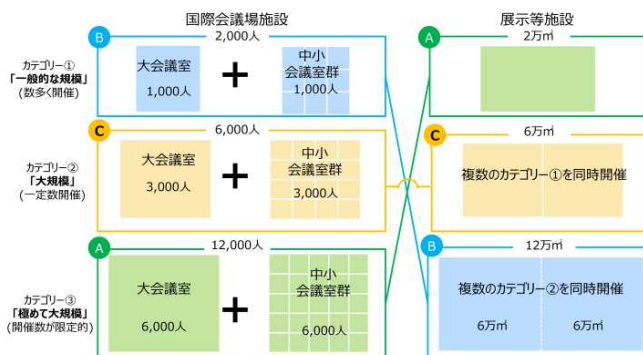 国際会議場施設
展示等施設
B
2,000人
A
2万㎡
カテゴリー①
「一般的な規模」
(数多く開催)
大会議室
1,000人
+
中小
会議室群
1,000人
C
6,000人
C
6万㎡
カテゴリー②
「大規模」
(一定数開催)
大会議室
3,000人
+
中小
会議室群
3,000人
複数のカテゴリー①を同時開催
A
12,000人
B
12万㎡
カテゴリー③
「極めて大規模」
(開催数が限定的)
大会議室
6,000人
+
中小
会議室群
6,000人
複数のカテゴリー②を同時開催
6万㎡
6万㎡